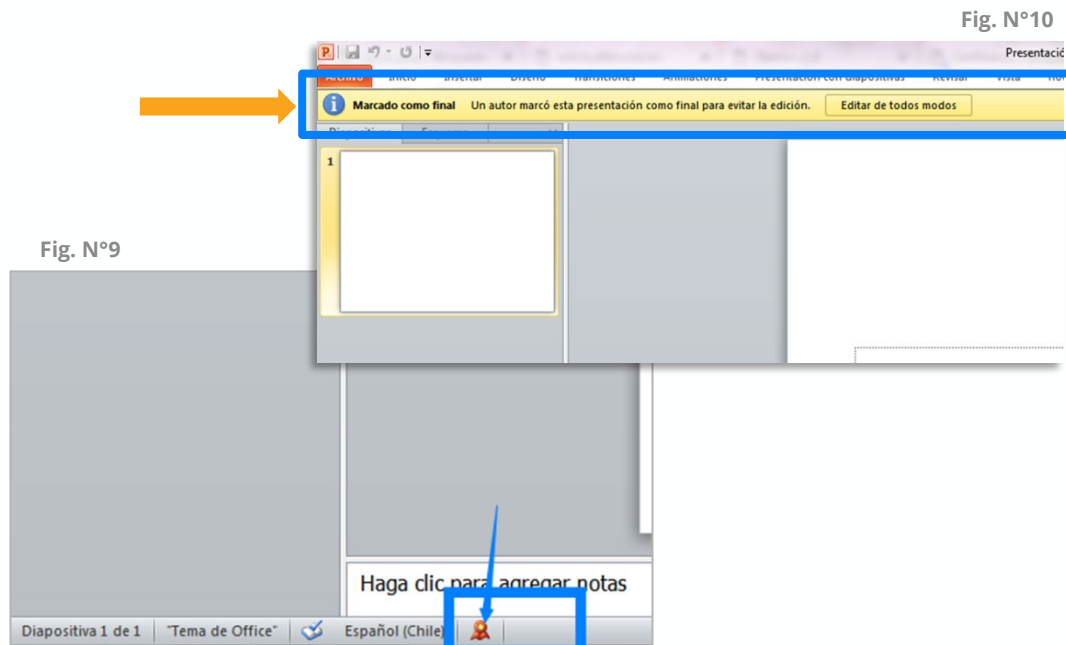 Fig. N°10
Presentació
Archivo Inicio Insertar Diseño Transiciones Animaciones Presentación con diapositivas Revisar Vista
Marcado como final Un autor marcó esta presentación como final para evitar la edición. Editar de todos modos
Diapositivas Esquema
1
Fig. N°9
Haga clic para agregar notas
Diapositiva 1 de 1 "Tema de Office" Español (Chile)